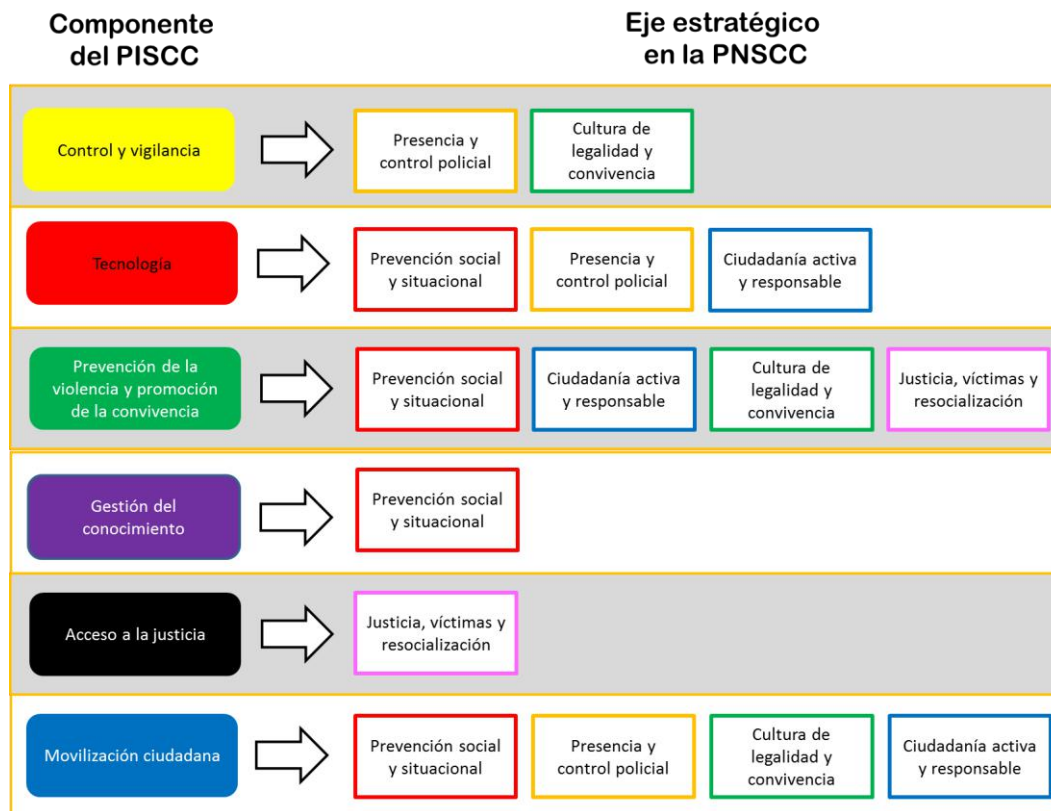 Componente
del PISCC
Eje estratégico
en la PNSCC
Control y vigilancia
Presencia y
control policial
Cultura de
legalidad y
convivencia
Tecnología
Prevención social
y situacional
Presencia y
control policial
Ciudadanía activa
y responsable
Prevención de la
violencia y promoción
de la convivencia
Prevención social
y situacional
Ciudadanía activa
y responsable
Cultura de
legalidad y
convivencia
Justicia, víctimas y
resocialización
Gestión del
conocimiento
Prevención social
y situacional
Acceso a la justicia
Justicia, víctimas y
resocialización
Movilización ciudadana
Prevención social
y situacional
Presencia y
control policial
Cultura de
legalidad y
convivencia
Ciudadanía activa
y responsable